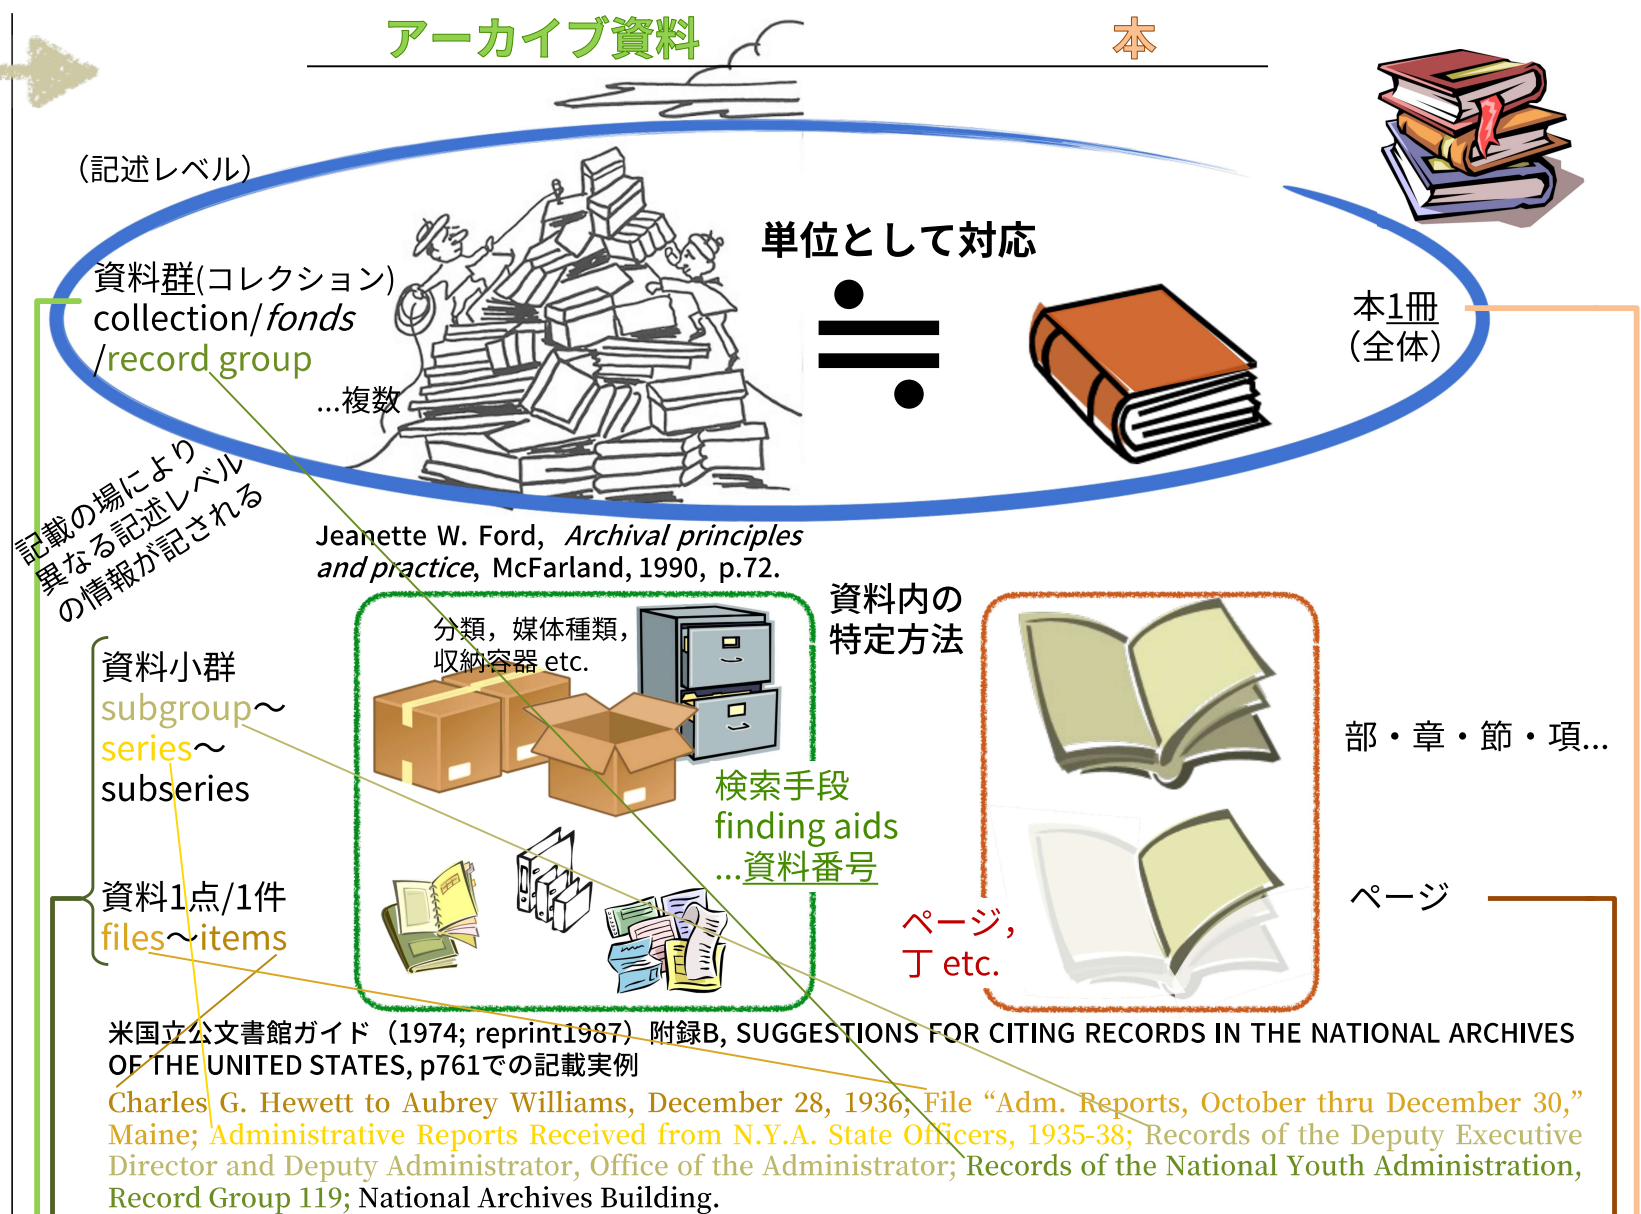 アーカイブ資料
本
（記述レベル）
単位として対応
資料群(コレクション)
collection/fonds
/record group
...複数
≒
本1冊
（全体）
記載の場により
異なる記述レベル
の情報が記される
Jeanette W. Ford, Archival principles
and practice, McFarland, 1990, p.72.
資料内の
特定方法
分類，媒体種類，
収納容器 etc.
資料小群
subgroup～
series～
subseries
部・章・節・項...
検索手段
finding aids
...資料番号
資料1点/1件
files～items
ページ，
丁 etc.
ページ
米国立公文書館ガイド（1974; reprint1987）附録B, SUGGESTIONS FOR CITING RECORDS IN THE NATIONAL ARCHIVES
OF THE UNITED STATES, p761での記載実例
Charles G. Hewett to Aubrey Williams, December 28, 1936; File “Adm. Reports, October thru December 30,”
Maine; Administrative Reports Received from N.Y.A. State Officers, 1935-38; Records of the Deputy Executive
Director and Deputy Administrator, Office of the Administrator; Records of the National Youth Administration,
Record Group 119; National Archives Building.